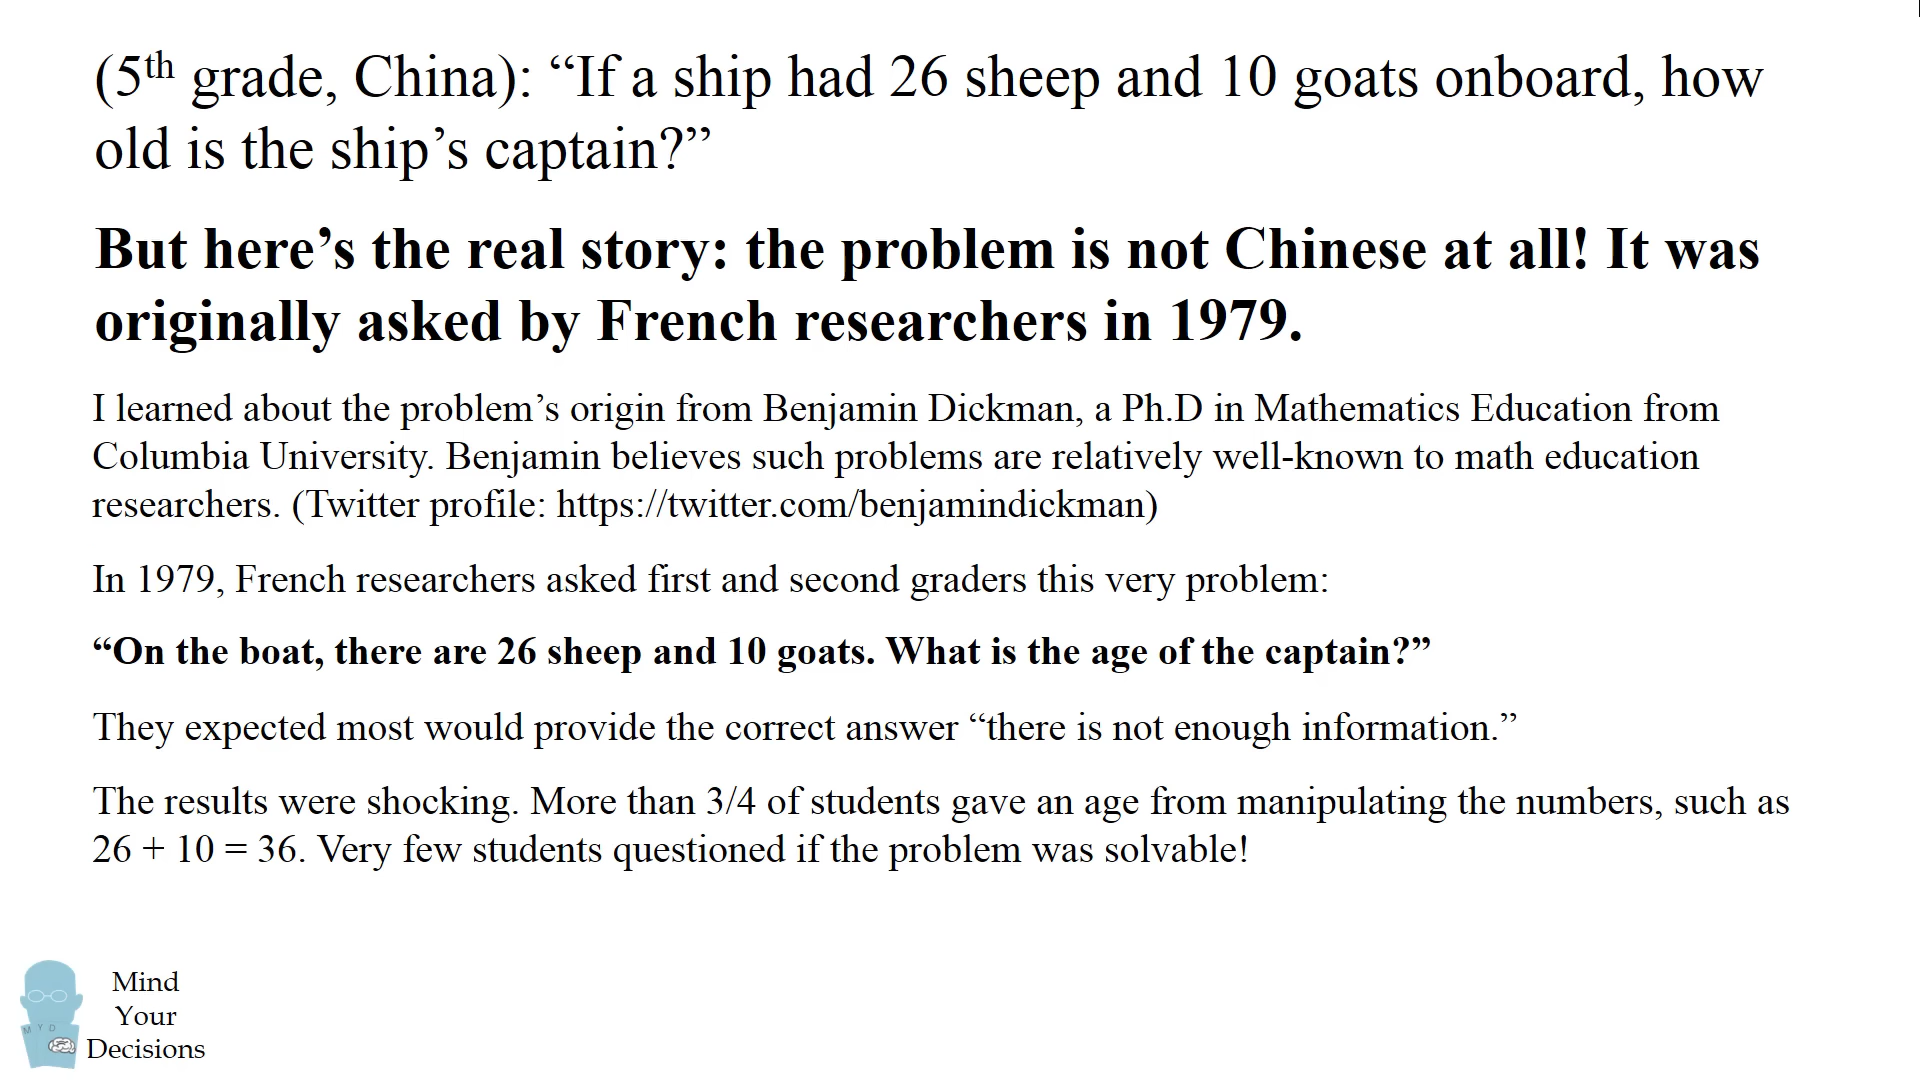 (5th grade, China): “If a ship had 26 sheep and 10 goats onboard, how
old is the ship’s captain?”
But here’s the real story: the problem is not Chinese at all! It was
originally asked by French researchers in 1979.
I learned about the problem’s origin from Benjamin Dickman, a Ph.D in Mathematics Education from
Columbia University. Benjamin believes such problems are relatively well-known to math education
researchers. (Twitter profile: https://twitter.com/benjamindickman)
In 1979, French researchers asked first and second graders this very problem:
“On the boat, there are 26 sheep and 10 goats. What is the age of the captain?”
They expected most would provide the correct answer “there is not enough information.”
The results were shocking. More than 3/4 of students gave an age from manipulating the numbers, such as
26 + 10 = 36. Very few students questioned if the problem was solvable!
Mind
Your
Decisions
M Y D